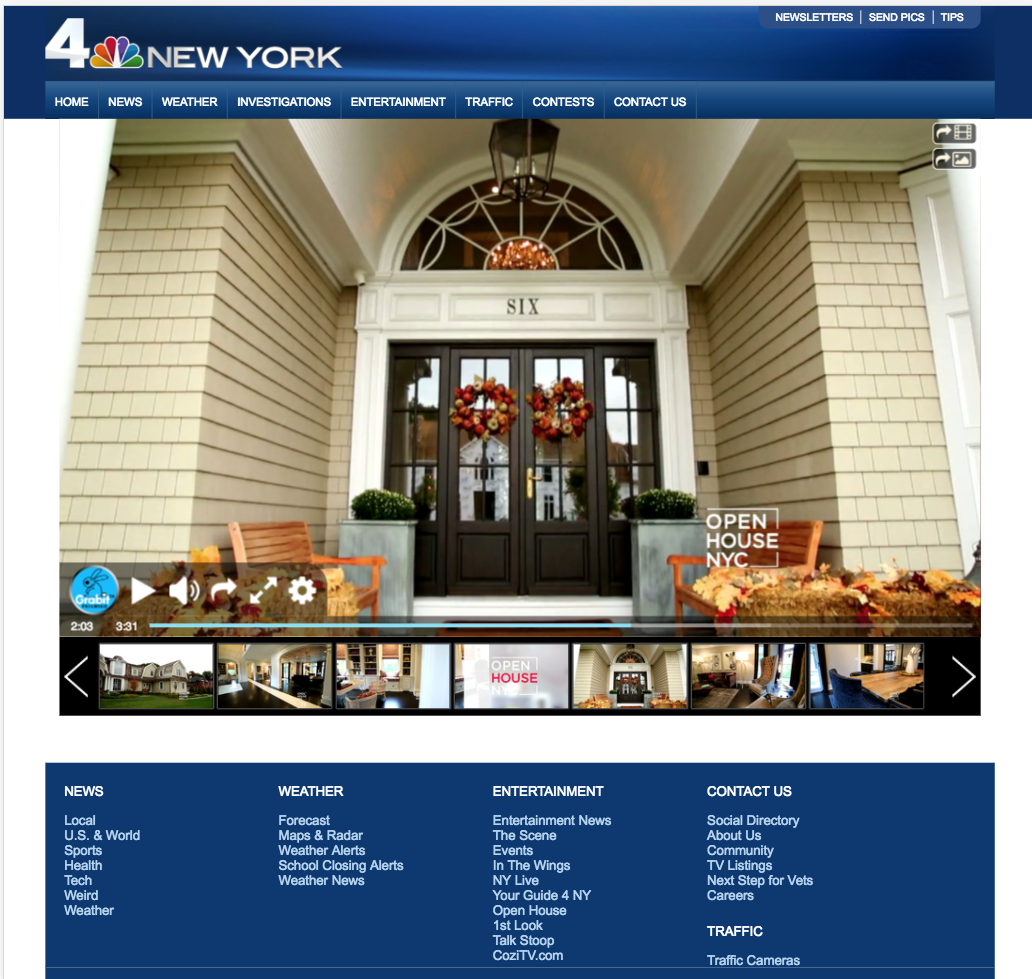 NEWSLETTERS | SEND PICS | TIPS
4 NEW YORK
HOME NEWS WEATHER INVESTIGATIONS ENTERTAINMENT TRAFFIC CONTESTS CONTACT US
SIX
OPEN
HOUSE
NYC
Grabit
2:03 3:31
OPEN
HOUSE
NYC
NEWS
Local
U.S. & World
Sports
Health
Tech
Weird
Weather
WEATHER
Forecast
Maps & Radar
Weather Alerts
School Closing Alerts
Weather News
ENTERTAINMENT
Entertainment News
The Scene
Events
In The Wings
NY Live
Your Guide 4 NY
Open House
1st Look
Talk Stoop
CoziTV.com
CONTACT US
Social Directory
About Us
Community
TV Listings
Next Step for Vets
Careers
TRAFFIC
Traffic Cameras